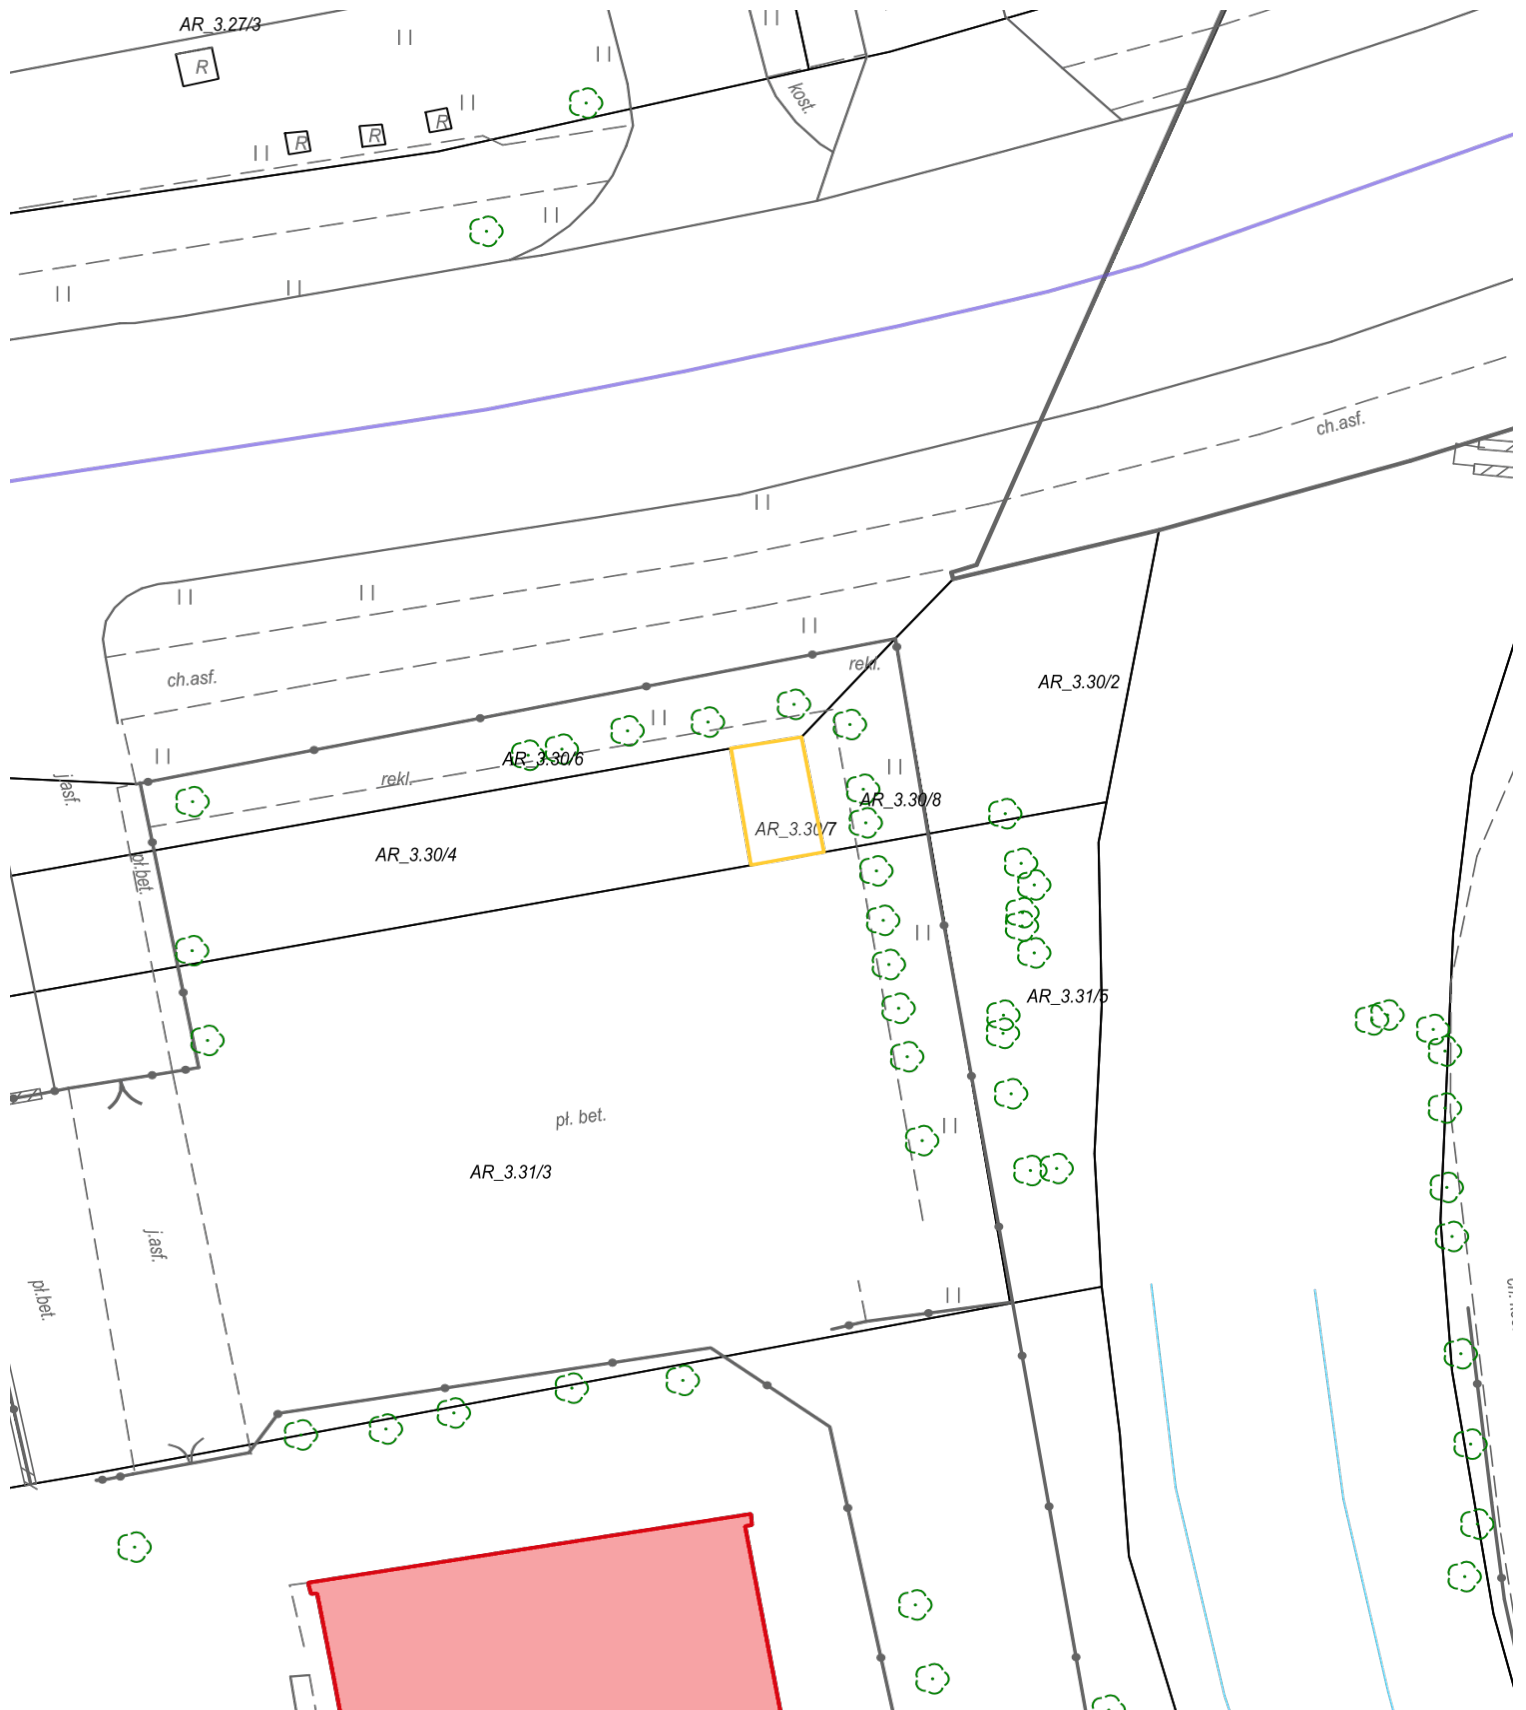 AR_3.27/3
R
R
R
R
kost.
ch.asf.
rekl.
AR_3.30/2
ch.asf.
AR_3.30/6
rekl.
j.asf.
AR_3.30/8
AR_3.30/7
AR_3.30/4
pł.bet.
AR_3.31/5
pł. bet.
AR_3.31/3
j.asf.
pł.bet.